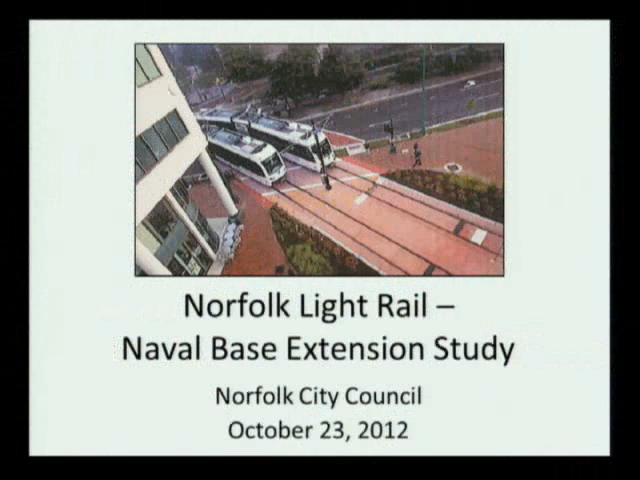 Norfolk Light Rail –
Naval Base Extension Study
Norfolk City Council
October 23, 2012